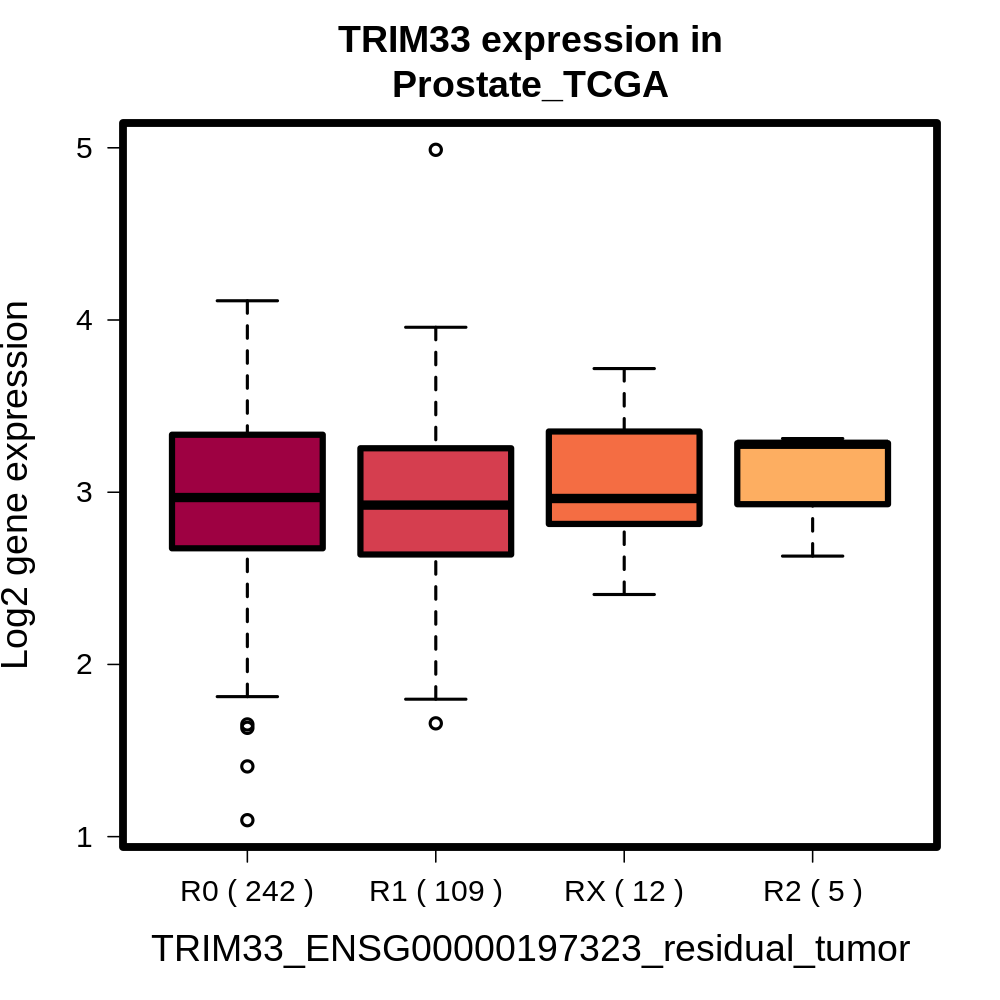 TRIM33 expression in
Prostate_TCGA
Log2 gene expression
5
4
3
2
1
R0 ( 242 )
R1 ( 109 )
RX ( 12 )
R2 ( 5 )
TRIM33_ENSG00000197323_residual_tumor